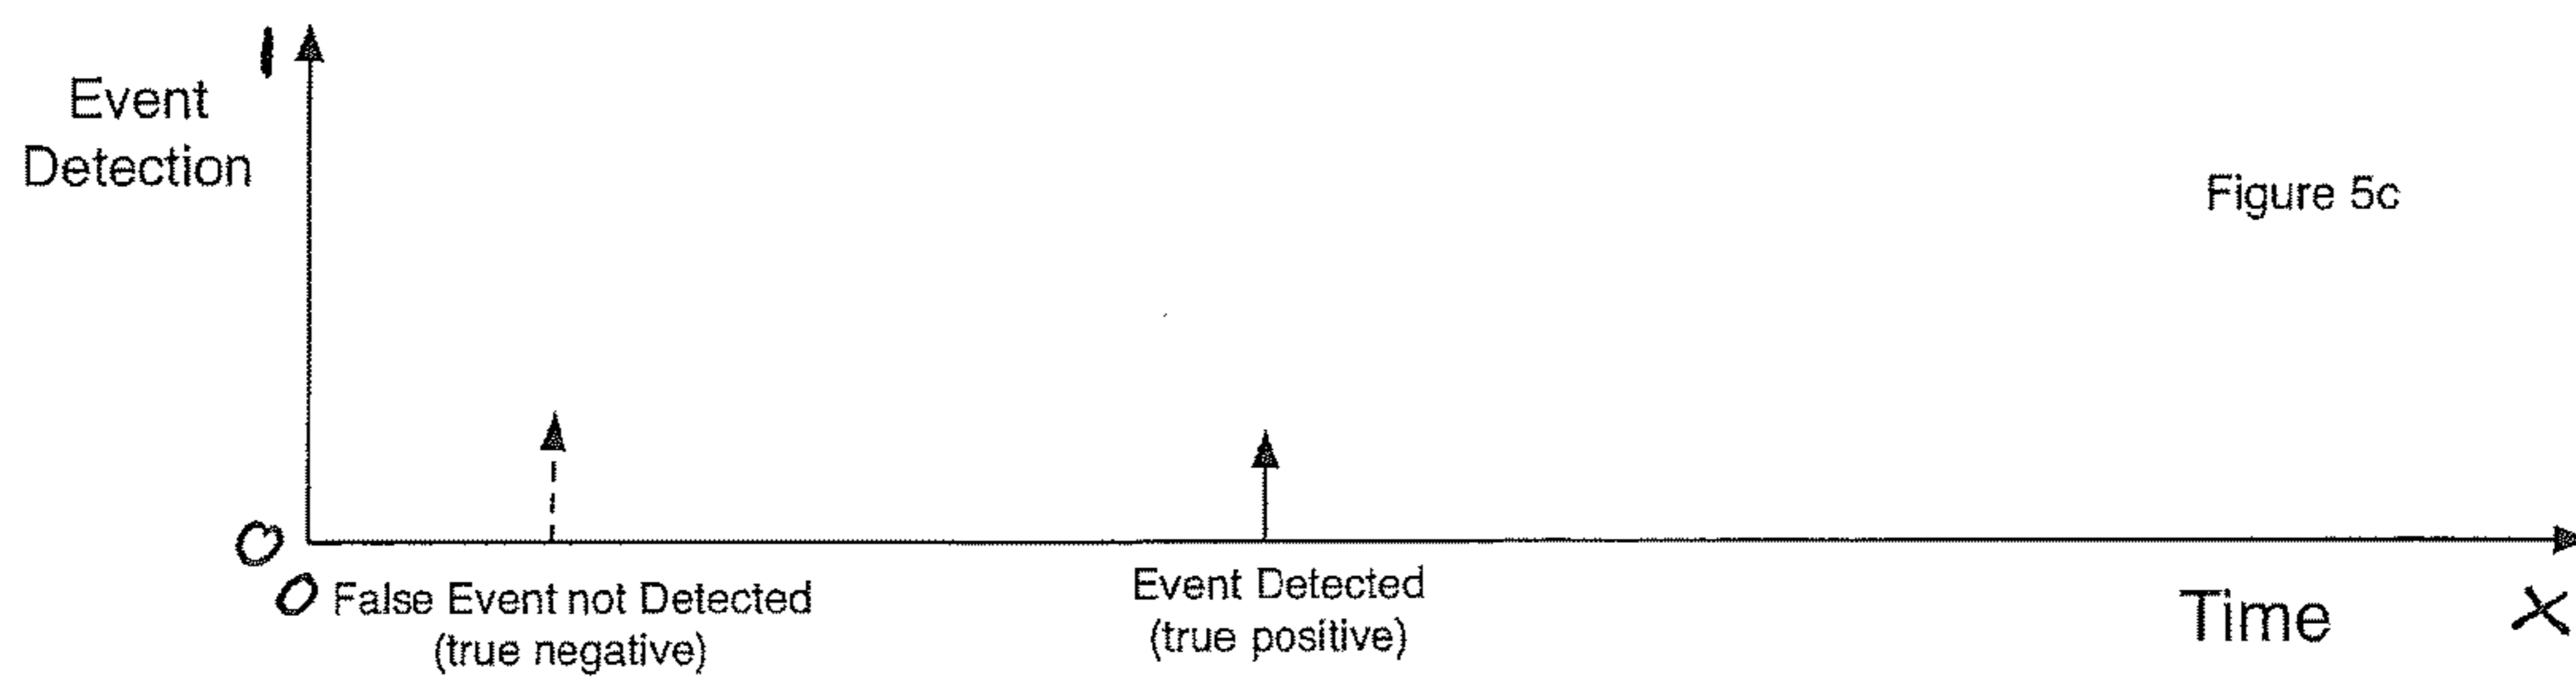 1
Event
Detection
Figure 5c
0
0 False Event not Detected
(true negative)
Event Detected
(true positive)
Time X